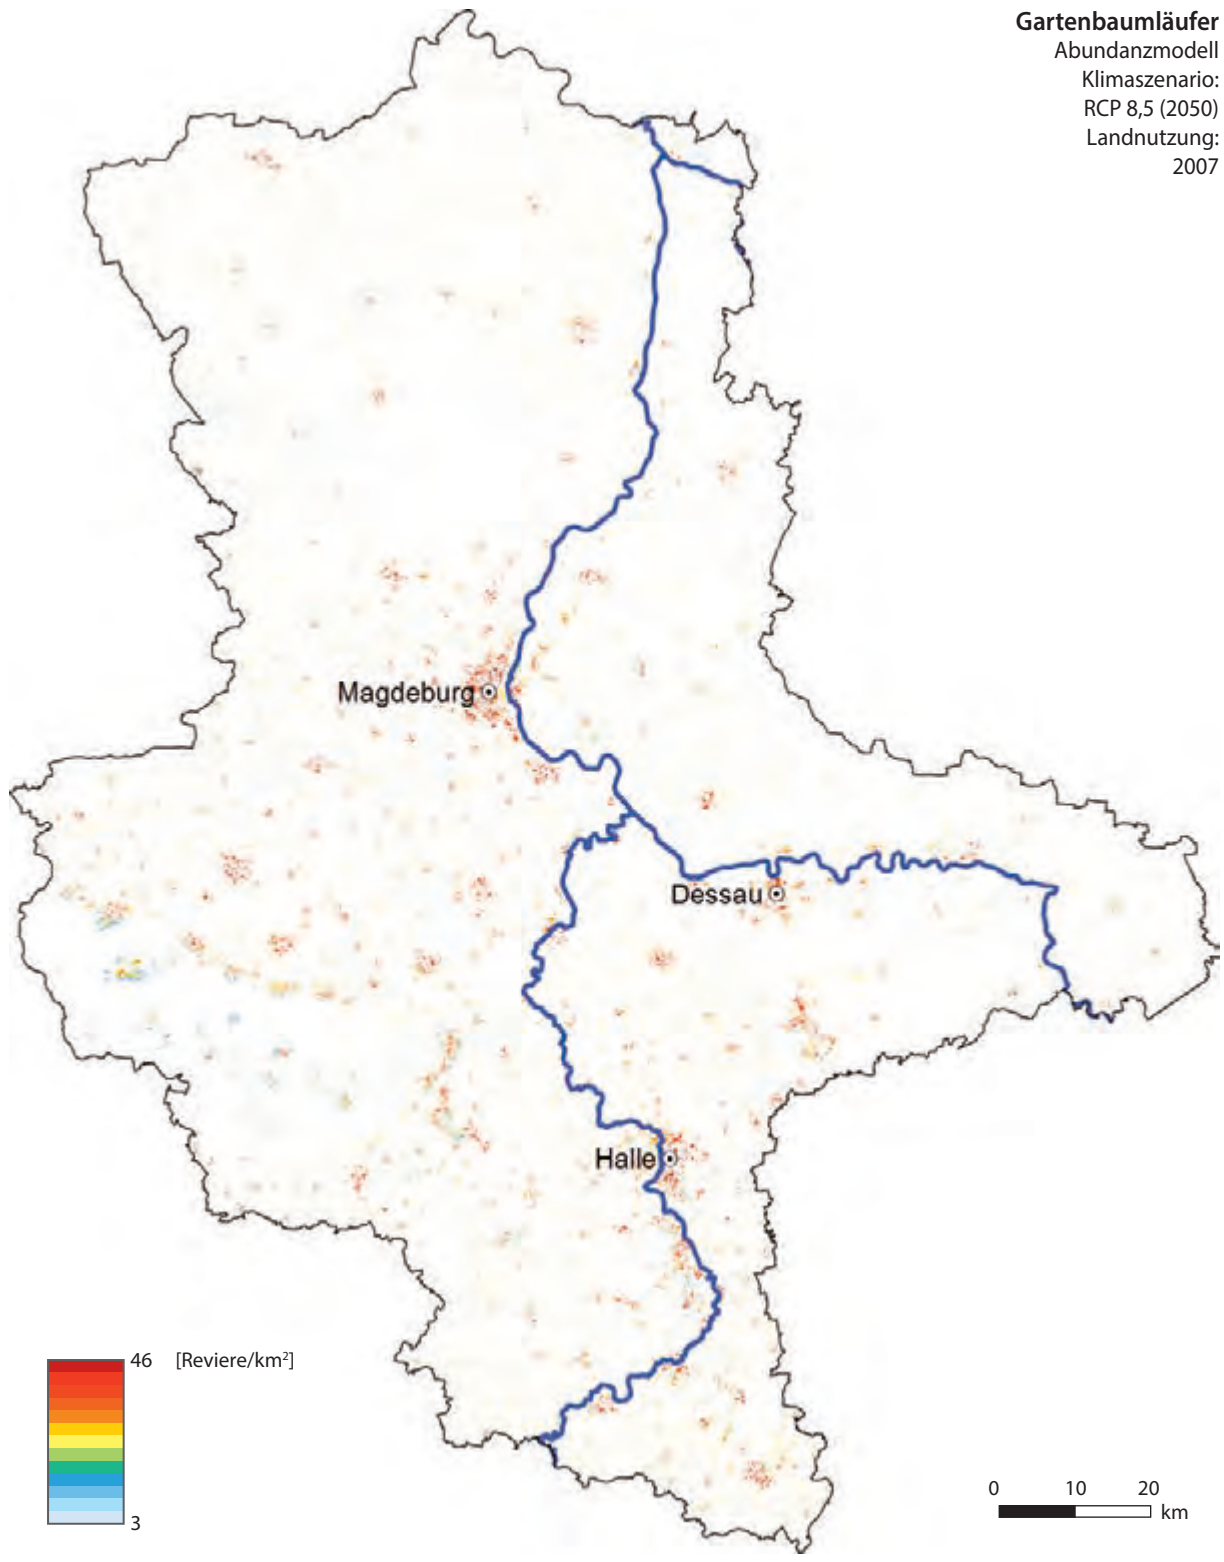 Gartenbaumläufer
Abundanzmodell
Klimaszenario:
RCP 8,5 (2050)
Landnutzung:
2007
Magdeburg
Dessau
Halle
46 [Reviere/km²]
3
0 10 20
km